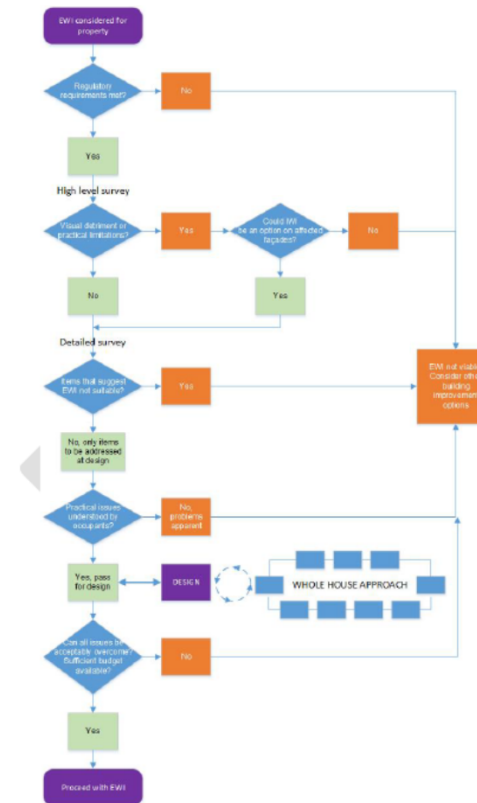 EWI considered for
property
Regulatory
requirements met?
No
Yes
High level survey
Visual detriment or
practical limitations?
Yes
Could IWI
be an option on affected
façades?
No
No
Yes
Detailed survey
Items that suggest
EWI not suitable?
Yes
EWI not viable
Consider othe
building
improvement
options
No, only items
to be addressed
at design
Practical issues
understood by
occupants?
No,
problems
apparent
Yes, pass
for design
DESIGN
WHOLE HOUSE APPROACH
Can all issues be
acceptably overcome?
Sufficient budget
available?
No
Yes
Proceed with EWI